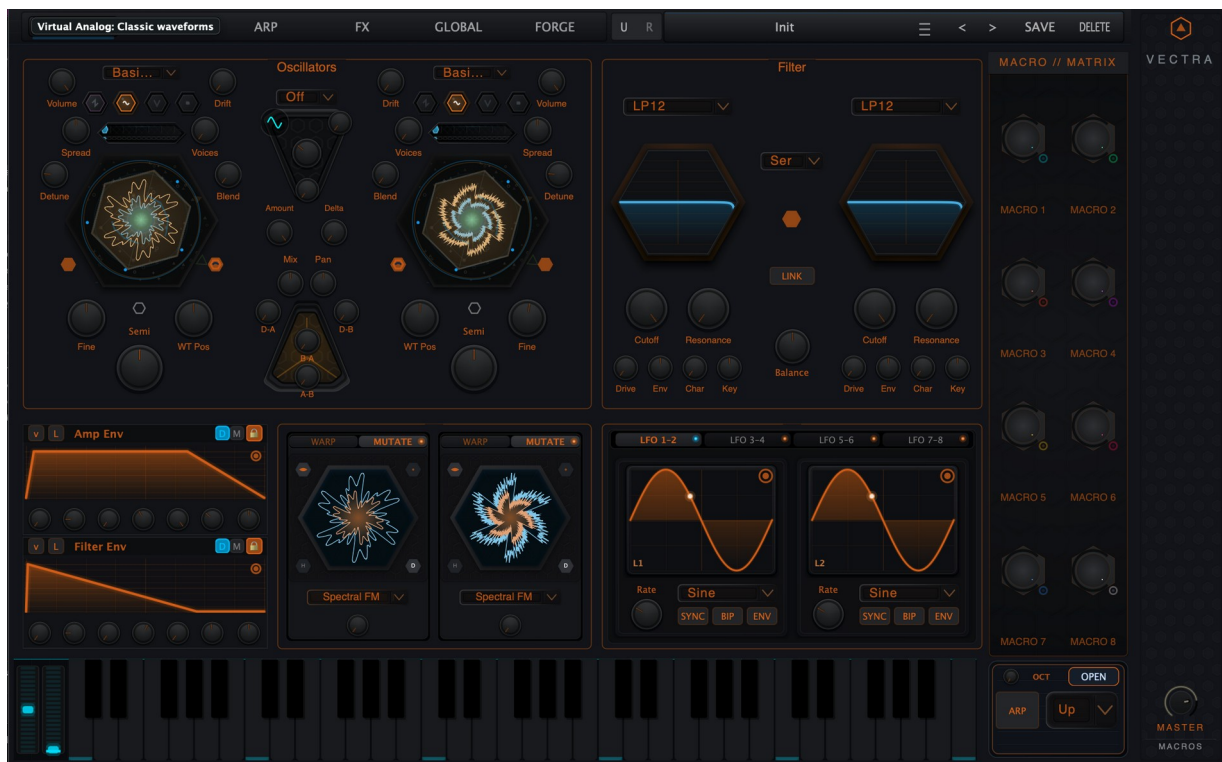 Virtual Analog: Classic waveforms
ARP
FX
GLOBAL
FORGE
U R
Init
< >
SAVE
DELETE
VECTRA
Oscillators
Basi...
Volume
Drift
Spread
Voices
Detune
Blend
Fine
Semi
WT Pos
Off
Amount
Delta
Mix
Pan
D-A
D-B
B-A
A-B
Basi...
Drift
Volume
Voices
Spread
Blend
Detune
WT Pos
Semi
Fine
Filter
LP12
LP12
Ser
LINK
Cutoff
Resonance
Drive
Env
Char
Key
Balance
Cutoff
Resonance
Drive
Env
Char
Key
MACRO // MATRIX
MACRO 1
MACRO 2
MACRO 3
MACRO 4
MACRO 5
MACRO 6
MACRO 7
MACRO 8
V L Amp Env D M
V L Filter Env D M
WARP
MUTATE
H
D
Spectral FM
WARP
MUTATE
H
D
Spectral FM
LFO 1-2
LFO 3-4
LFO 5-6
LFO 7-8
L1
Rate
Sine
SYNC
BIP
ENV
L2
Rate
Sine
SYNC
BIP
ENV
OCT
OPEN
ARP
Up
MASTER
MACROS